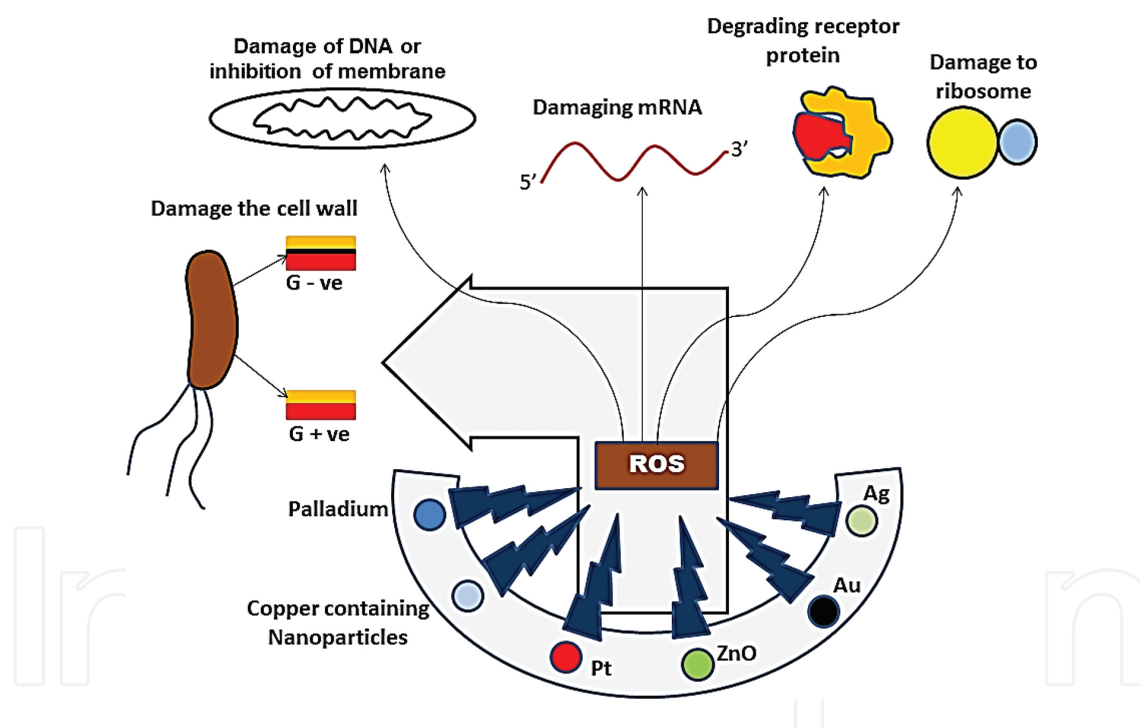 Damage of DNA or
inhibition of membrane
Degrading receptor
protein
Damage to
ribosome
Damaging mRNA
5’
3’
Damage the cell wall
G - ve
G + ve
ROS
Palladium
Copper containing
Nanoparticles
Pt
ZnO
Au
Ag